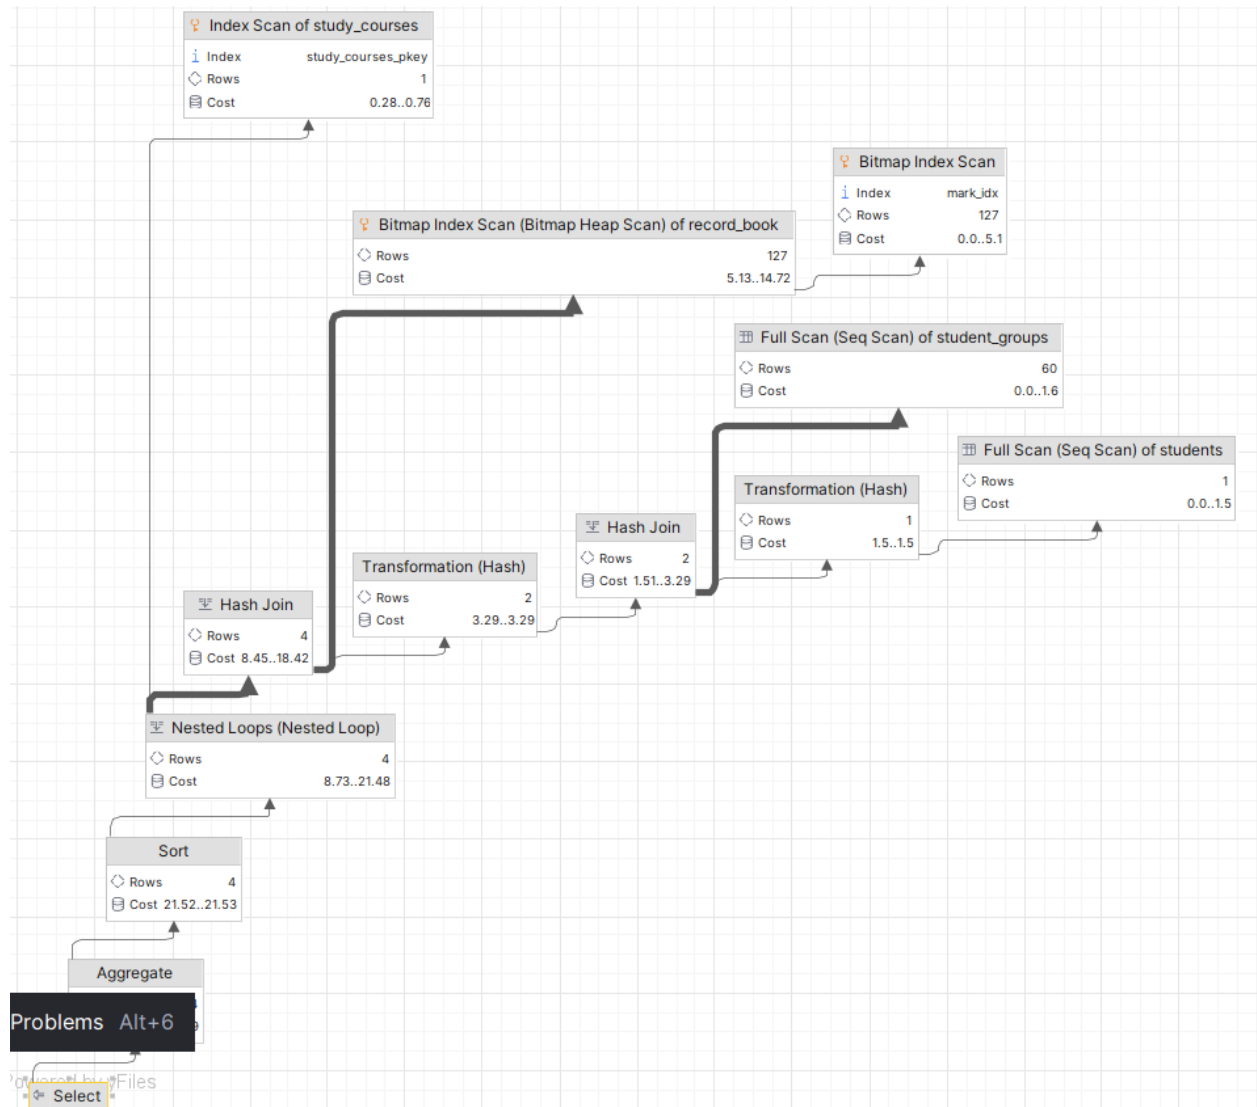 Index Scan of study_courses
i Index study_courses_pkey
Rows 1
Cost 0.28..0.76
Bitmap Index Scan
i Index mark_idx
Rows 127
Cost 0.0..5.1
Bitmap Index Scan (Bitmap Heap Scan) of record_book
Rows 127
Cost 5.13..14.72
Full Scan (Seq Scan) of student_groups
Rows 60
Cost 0.0..1.6
Full Scan (Seq Scan) of students
Rows 1
Cost 0.0..1.5
Transformation (Hash)
Rows 1
Cost 1.5..1.5
Hash Join
Rows 2
Cost 1.51..3.29
Transformation (Hash)
Rows 2
Cost 3.29..3.29
Hash Join
Rows 4
Cost 8.45..18.42
Nested Loops (Nested Loop)
Rows 4
Cost 8.73..21.48
Sort
Rows 4
Cost 21.52..21.53
Aggregate
Problems Alt+6
Powered by yFiles
Select